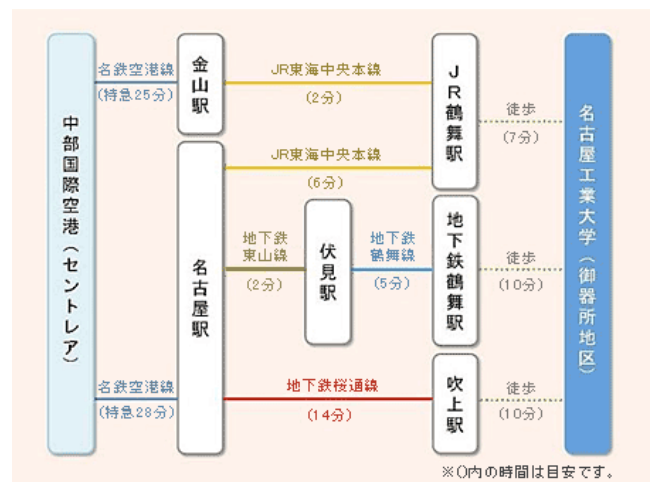 中部国際空港（セントレア）
名鉄空港線
(特急25分)
金山駅
JR東海中央本線
(2分)
JR鶴舞駅
徒歩
(7分)
名古屋工業大学（御器所地区）
JR東海中央本線
(6分)
名古屋駅
地下鉄
東山線
(2分)
伏見駅
地下鉄
鶴舞線
(5分)
地下鉄鶴舞駅
徒歩
(10分)
名鉄空港線
(特急28分)
地下鉄桜通線
(14分)
吹上駅
徒歩
(10分)
※()内の時間は目安です。